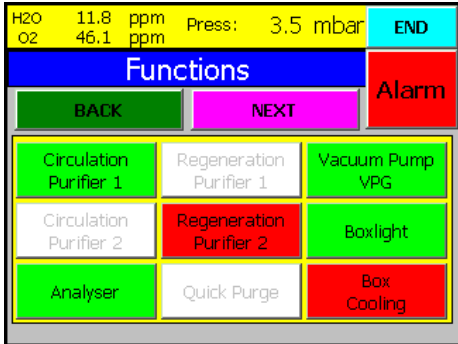 H2O 11.8 ppm Press: 3.5 mbar END
O2 46.1 ppm
Functions
Alarm
BACK NEXT
Circulation Purifier 1
Regeneration Purifier 1
Vacuum Pump VPG
Circulation Purifier 2
Regeneration Purifier 2
Boxlight
Analyser
Quick Purge
Box Cooling